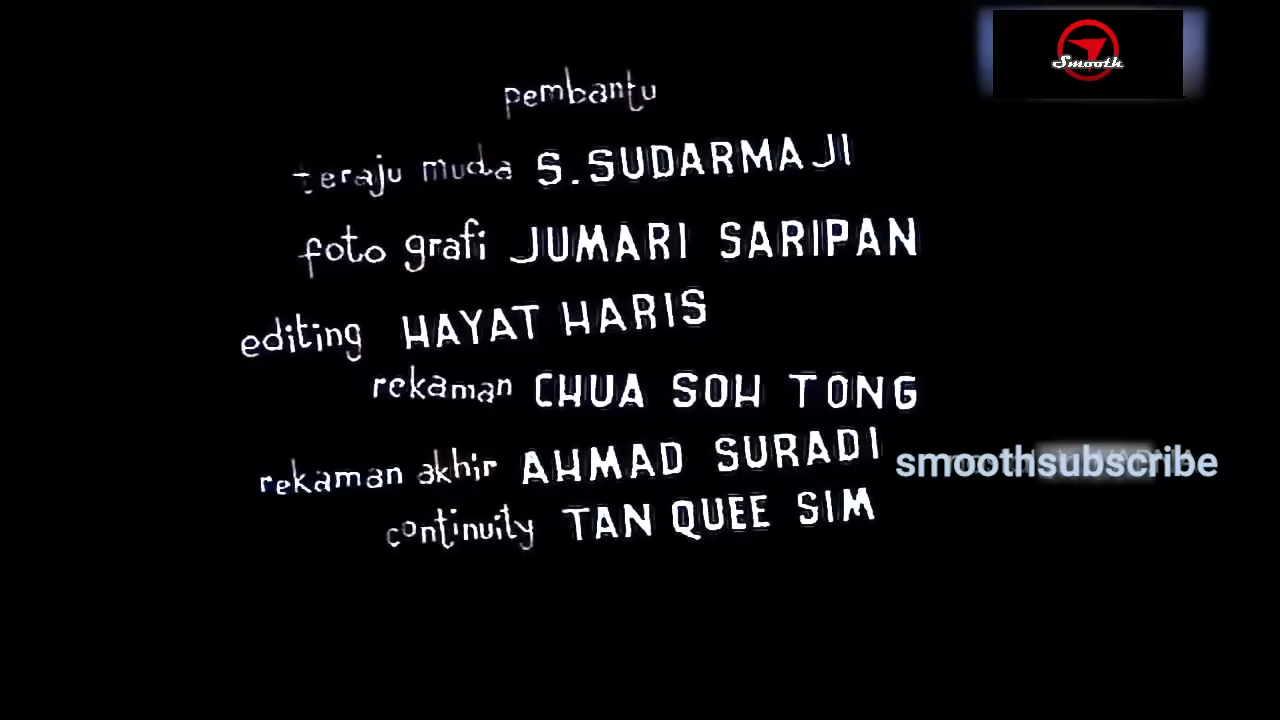 Smooth
pembantu
teraju muda S.SUDARMAJI
foto grafi JUMARI SARIPAN
editing HAYAT HARIS
rekaman CHUA SOH TONG
rekaman akhir AHMAD SURADI
smoothsubscribe
continuity TAN QUEE SIM